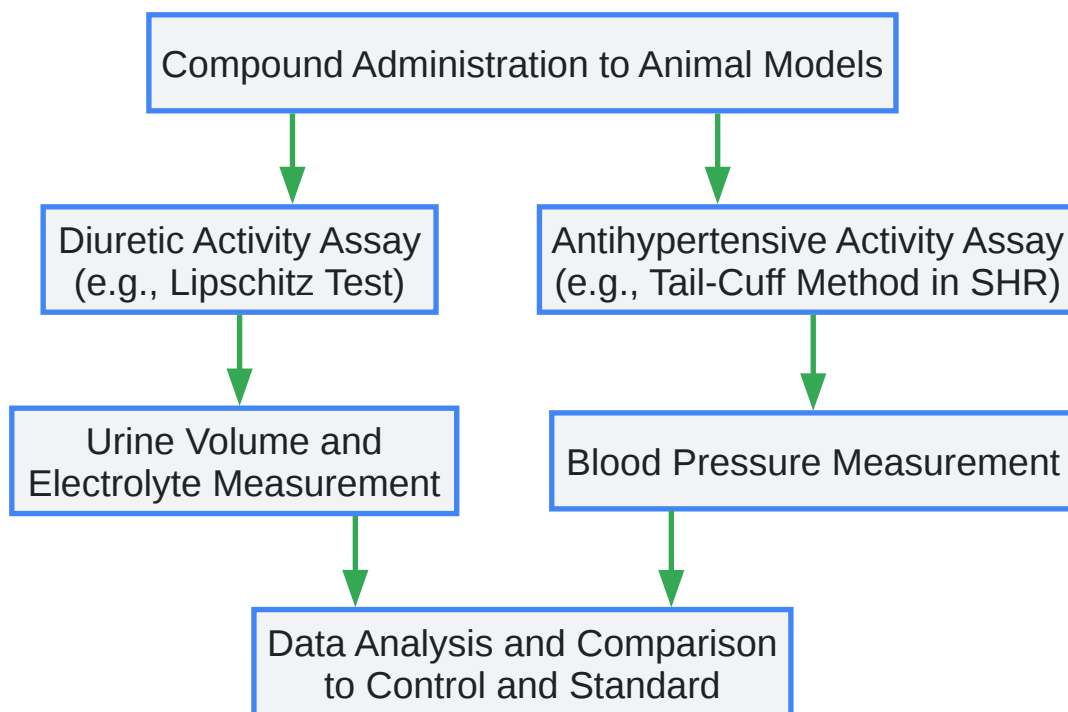 Compound Administration to Animal Models
Diuretic Activity Assay
(e.g., Lipschitz Test)
Antihypertensive Activity Assay
(e.g., Tail-Cuff Method in SHR)
Urine Volume and
Electrolyte Measurement
Blood Pressure Measurement
Data Analysis and Comparison
to Control and Standard